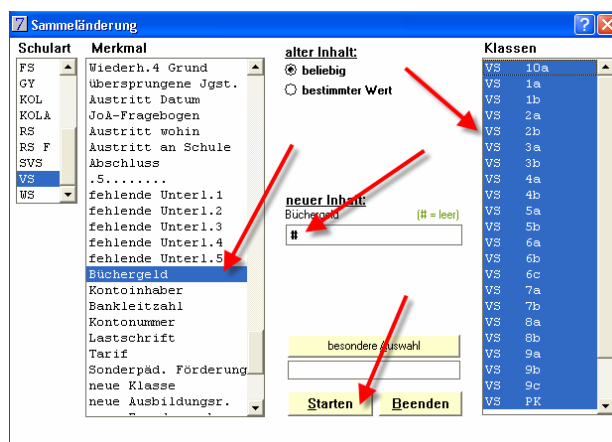 Sammeländerung
Schulart
FS
GY
KOL
KOLA
RS
RS F
SVS
VS
WS
Merkmal
Wiederh.4 Grund
übersprungene Jgst.
Austritt Datum
JoA-Fragebogen
Austritt wohin
Austritt an Schule
Abschluss
.5........
fehlende Unterl.1
fehlende Unterl.2
fehlende Unterl.3
fehlende Unterl.4
fehlende Unterl.5
Büchergeld
Kontoinhaber
Bankleitzahl
Kontonummer
Lastschrift
Tarif
Sonderpäd. Förderung
neue Klasse
neue Ausbildungsr.
alter Inhalt:
beliebig
bestimmter Wert
neuer Inhalt:
Büchergeld (# = leer)
#
besondere Auswahl
Starten Beenden
Klassen
VS 10a
VS 1a
VS 1b
VS 2a
VS 2b
VS 3a
VS 3b
VS 4a
VS 4b
VS 5a
VS 5b
VS 6a
VS 6b
VS 6c
VS 7a
VS 7b
VS 8a
VS 8b
VS 9a
VS 9b
VS 9c
VS PK